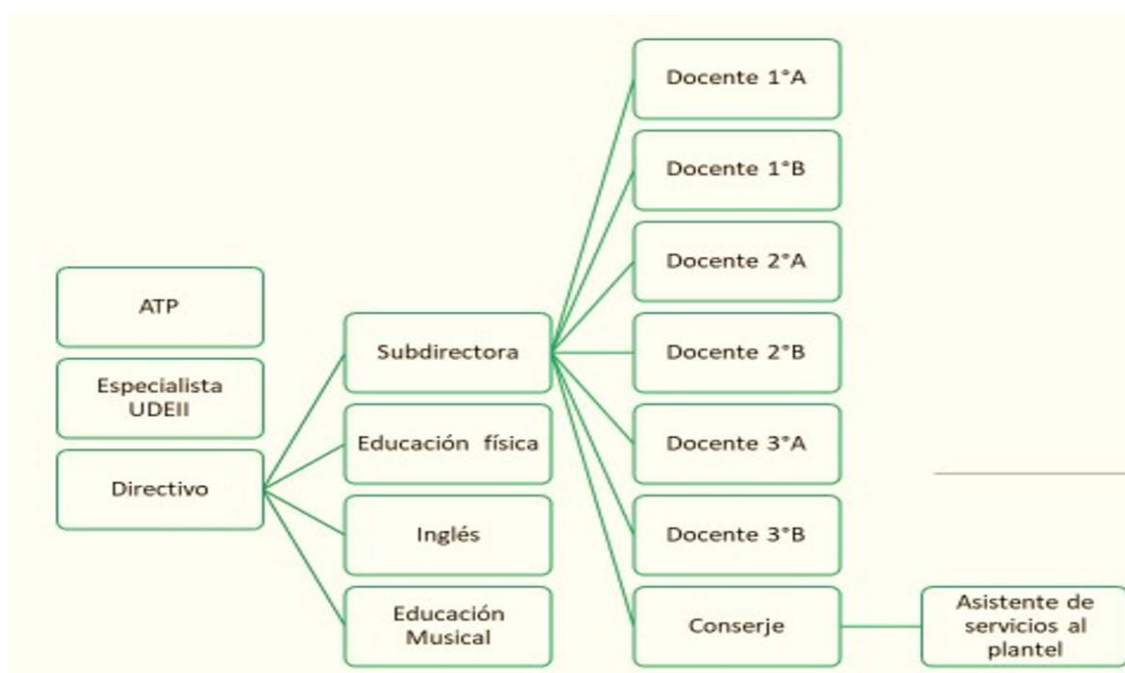 ATP
Especialista
UDEII
Directivo
Subdirectora
Educación física
Inglés
Educación
Musical
Docente 1°A
Docente 1°B
Docente 2°A
Docente 2°B
Docente 3°A
Docente 3°B
Conserje
Asistente de
servicios al
plantel